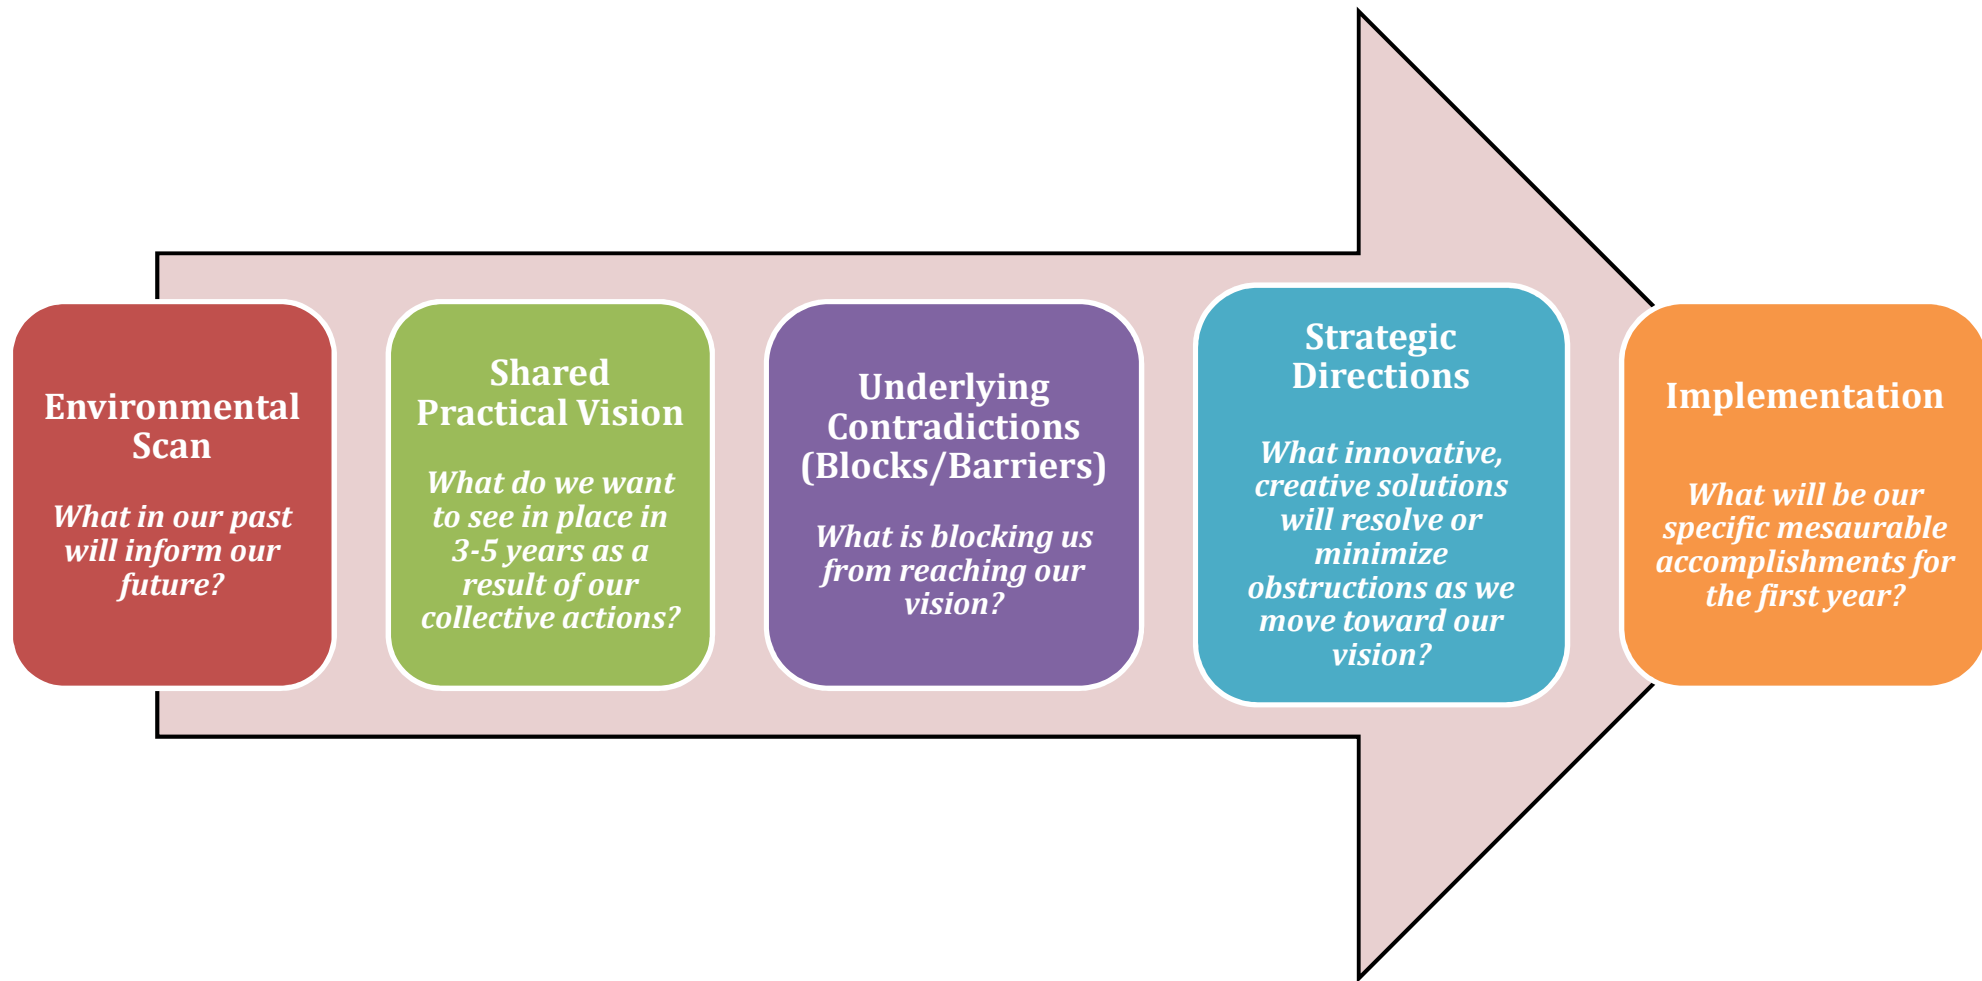 Environmental
Scan
What in our past
will inform our
future?
Shared
Practical Vision
What do we want
to see in place in
3-5 years as a
result of our
collective actions?
Underlying
Contradictions
(Blocks/Barriers)
What is blocking us
from reaching our
vision?
Strategic
Directions
What innovative,
creative solutions
will resolve or
minimize
obstructions as we
move toward our
vision?
Implementation
What will be our
specific mesaurable
accomplishments for
the first year?